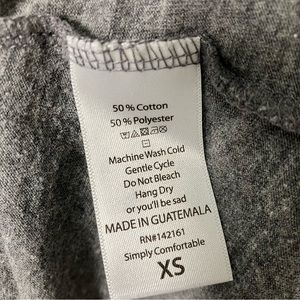 50% Cotton
50% Polyester
Machine Wash Cold
Gentle Cycle
Do Not Bleach
Hang Dry
or you'll be sad
MADE IN GUATEMALA
RN#142161
Simply Comfortable
XS